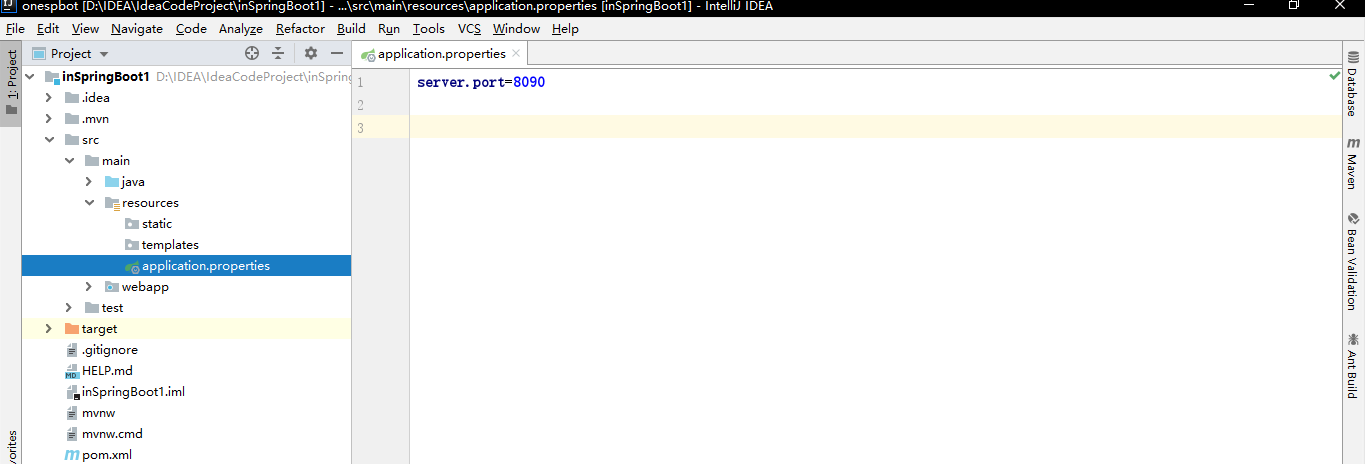 onespbot [D:\IDEA\IdeaCodeProject\inSpringBoot1] - ...\src\main\resources\application.properties [inSpringBoot1] - IntelliJ IDEA
File Edit View Navigate Code Analyze Refactor Build Run Tools VCS Window Help
1: Project
Project
application.properties
inSpringBoot1 D:\IDEA\IdeaCodeProject\inSpring
.idea
.mvn
src
main
java
resources
static
templates
application.properties
webapp
test
target
.gitignore
HELP.md
inSpringBoot1.iml
mvnw
mvnw.cmd
pom.xml
1 server.port=8090
2
3
Database
Maven
Bean Validation
Ant Build